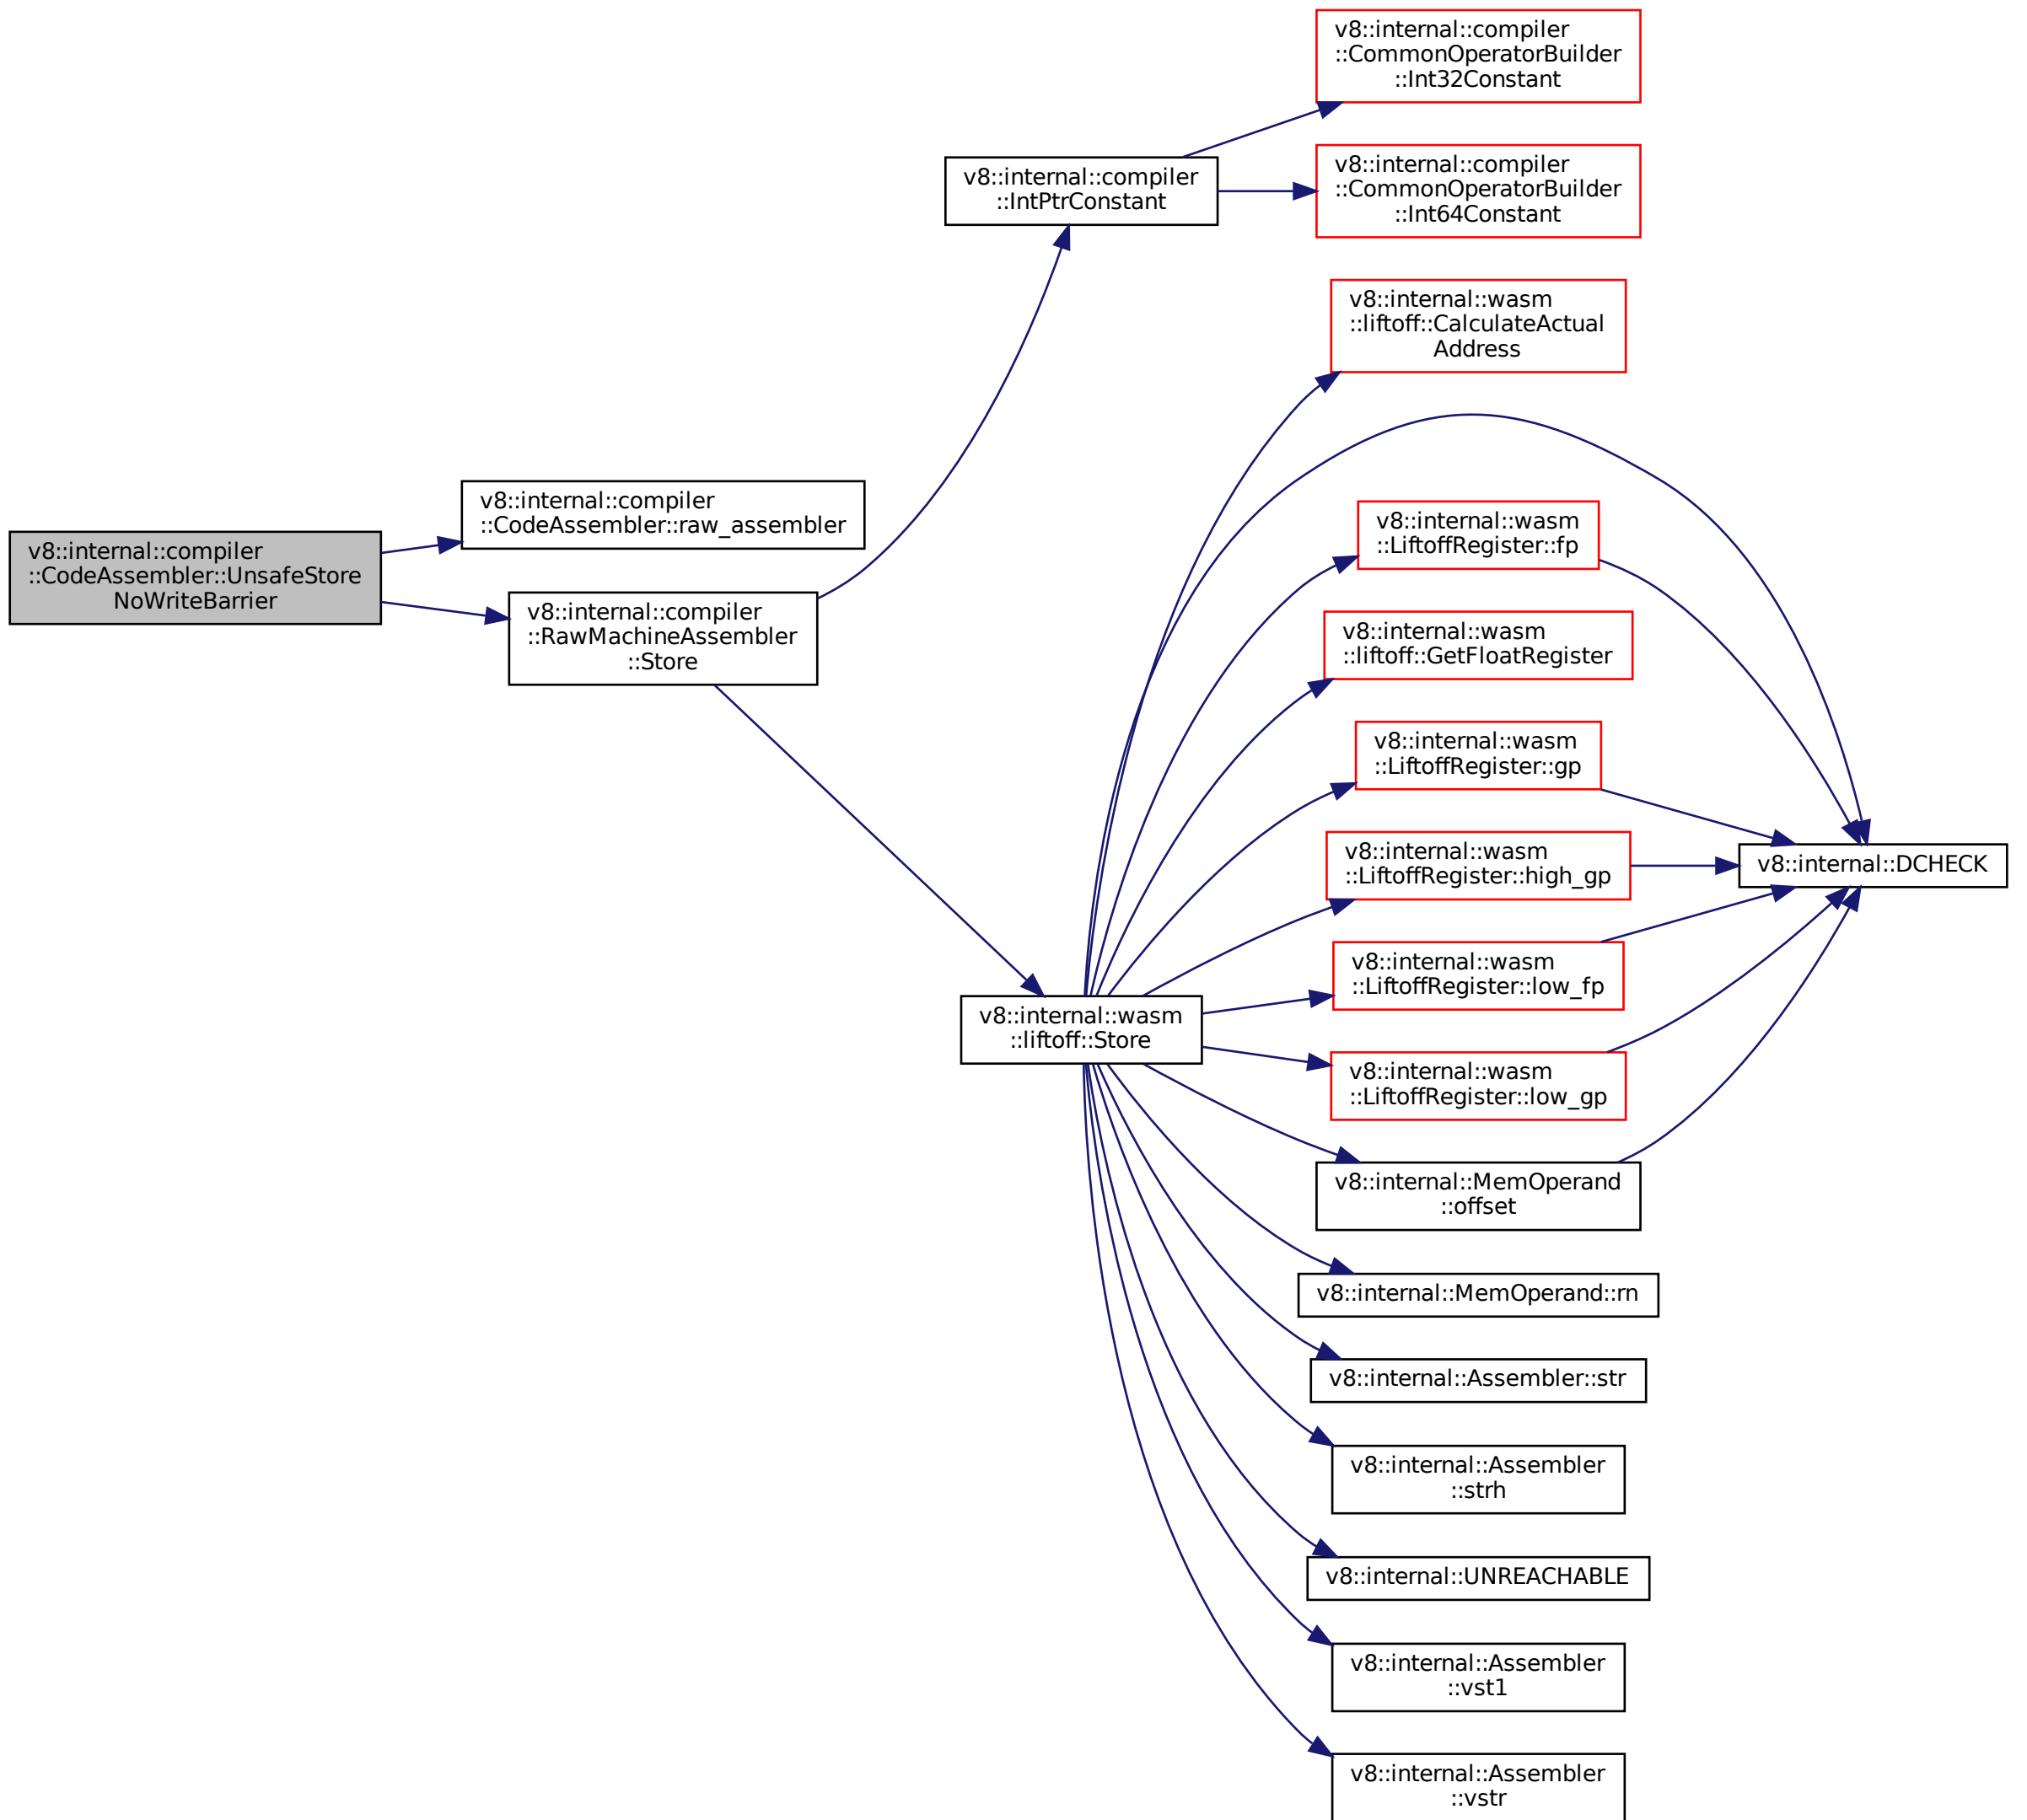 v8::internal::compiler
::CommonOperatorBuilder
::Int32Constant
v8::internal::compiler
::CommonOperatorBuilder
::Int64Constant
v8::internal::compiler
::IntPtrConstant
v8::internal::wasm
::liftoff::CalculateActual
Address
v8::internal::compiler
::CodeAssembler::raw_assembler
v8::internal::compiler
::CodeAssembler::UnsafeStore
NoWriteBarrier
v8::internal::compiler
::RawMachineAssembler
::Store
v8::internal::wasm
::LiftoffRegister::fp
v8::internal::wasm
::liftoff::GetFloatRegister
v8::internal::wasm
::LiftoffRegister::gp
v8::internal::wasm
::LiftoffRegister::high_gp
v8::internal::DCHECK
v8::internal::wasm
::LiftoffRegister::low_fp
v8::internal::wasm
::liftoff::Store
v8::internal::wasm
::LiftoffRegister::low_gp
v8::internal::MemOperand
::offset
v8::internal::MemOperand::rn
v8::internal::Assembler::str
v8::internal::Assembler
::strh
v8::internal::UNREACHABLE
v8::internal::Assembler
::vst1
v8::internal::Assembler
::vstr